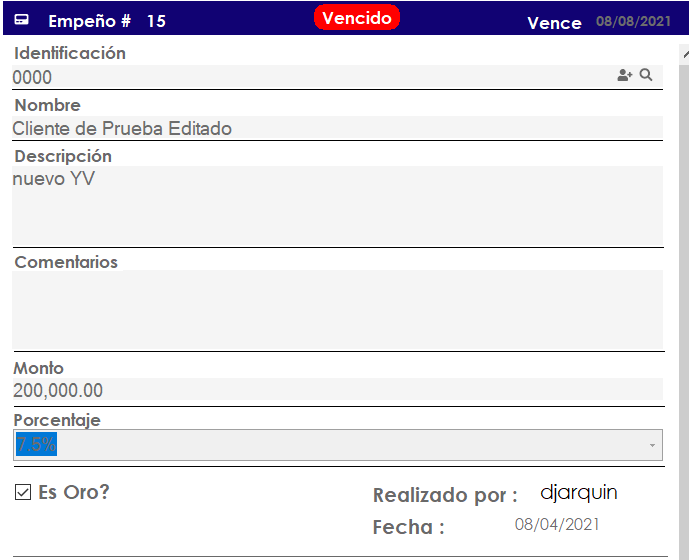 Empeño # 15 Vencido Vence 08/08/2021
Identificación
0000
Nombre
Cliente de Prueba Editado
Descripción
nuevo YV
Comentarios
Monto
200,000.00
Porcentaje
7.5%
Es Oro?
Realizado por : djarquin
Fecha : 08/04/2021